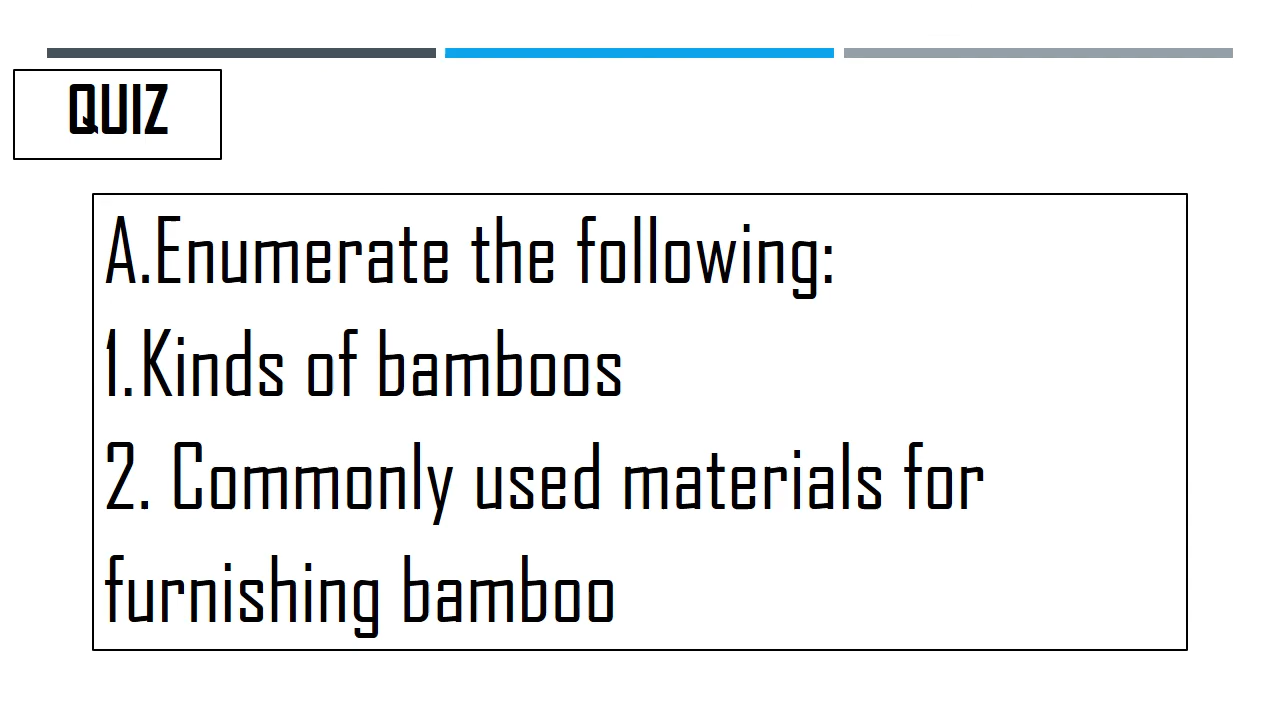 QUIZ
A.Enumerate the following:
1.Kinds of bamboos
2. Commonly used materials for
furnishing bamboo